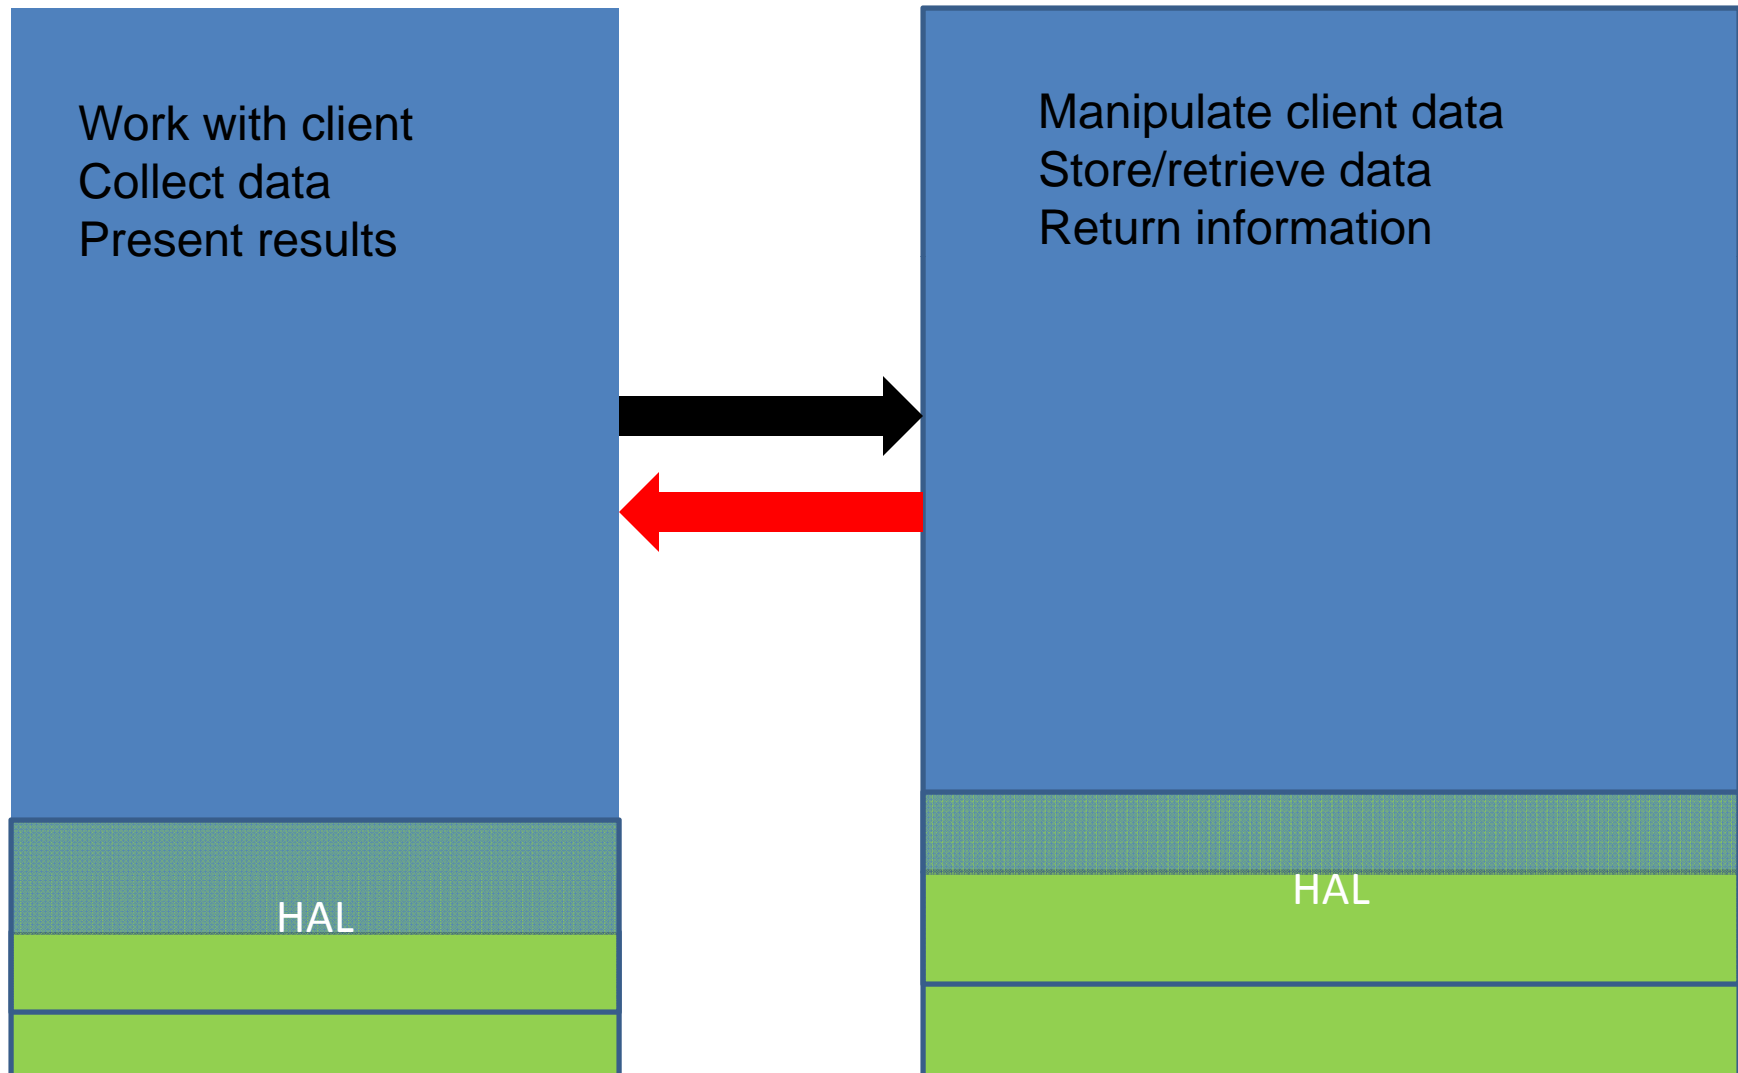 Work with client
Collect data
Present results
Manipulate client data
Store/retrieve data
Return information
HAL
HAL